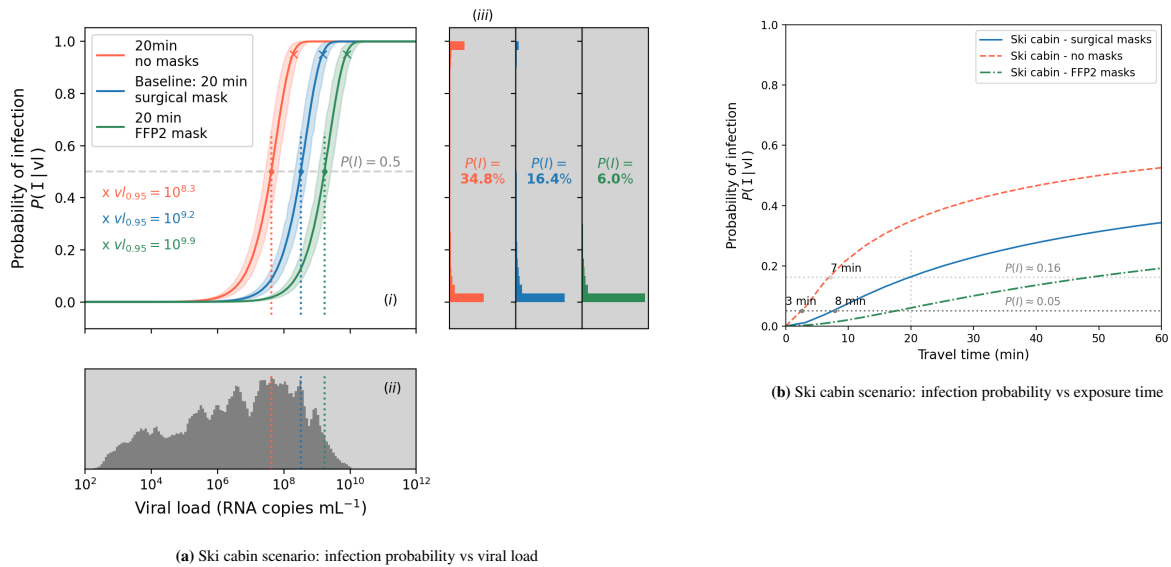 (iii)
20min
no masks
Baseline: 20 min
surgical mask
20 min
FFP2 mask
P(I) = 0.5
x vl0.95 = 10^8.3
x vl0.95 = 10^9.2
x vl0.95 = 10^9.9
(i)
Probability of infection
P(I | vl)
1.0
0.8
0.6
0.4
0.2
0.0
P(I) =
34.8%
P(I) =
16.4%
P(I) =
6.0%
(ii)
10^2
10^4
10^6
10^8
10^10
10^12
Viral load (RNA copies mL^−1)
(a) Ski cabin scenario: infection probability vs viral load
Ski cabin - surgical masks
Ski cabin - no masks
Ski cabin - FFP2 masks
Probability of infection
P(I | vl)
1.0
0.8
0.6
0.4
0.2
0.0
7 min
P(I) ≈ 0.16
3 min
8 min
P(I) ≈ 0.05
0
10
20
30
40
50
60
Travel time (min)
(b) Ski cabin scenario: infection probability vs exposure time